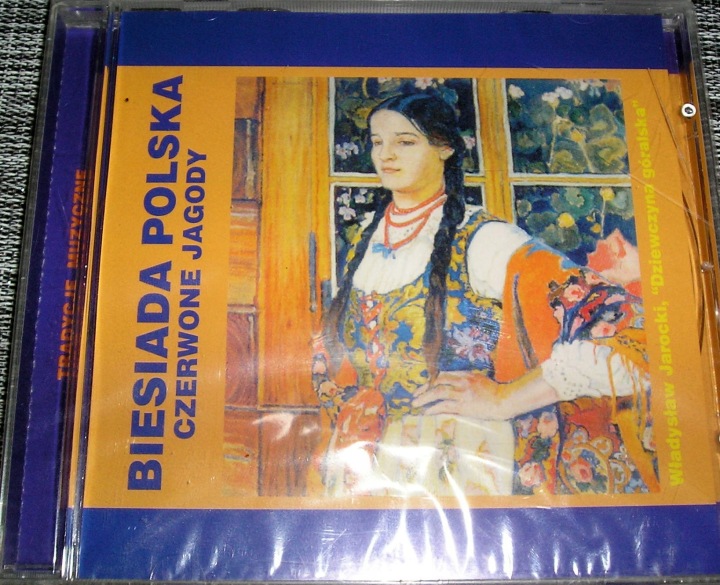 TRADYCJE MUZYCZNE
BIESIADA POLSKA
CZERWONE JAGODY
Władysław Jarocki, "Dziewczyna góralska"